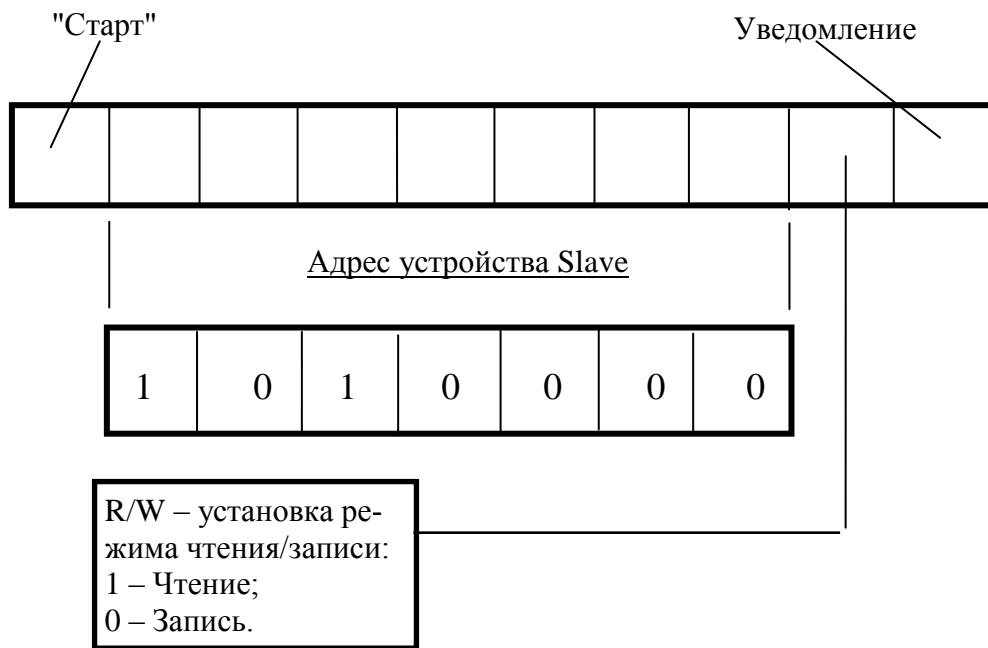 "Старт"
Уведомление
Адрес устройства Slave
1 0 1 0 0 0 0
R/W – установка ре-
жима чтения/записи:
1 – Чтение;
0 – Запись.